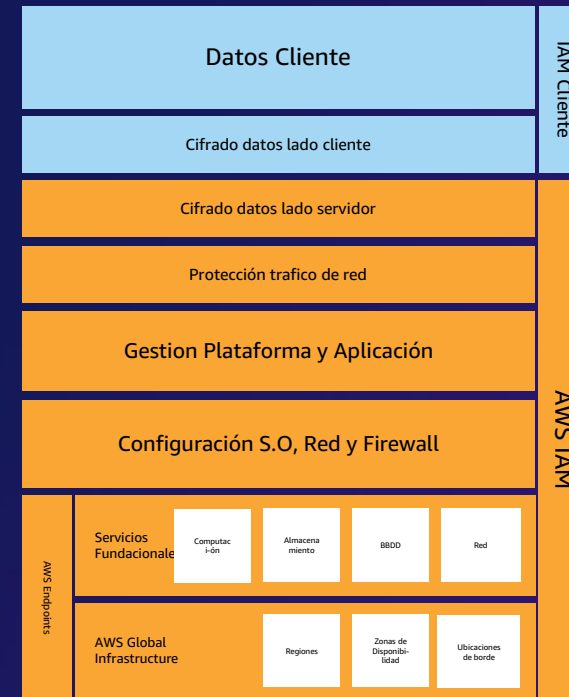 Datos Cliente
IAM Cliente
Cifrado datos lado cliente
Cifrado datos lado servidor
Protección trafico de red
Gestion Plataforma y Aplicación
AWS IAM
Configuración S.O, Red y Firewall
AWS Endpoints
Servicios
Fundacionale
Computac
i-ón
Almacena
miento
BBDD
Red
AWS Global
Infrastructure
Regiones
Zonas de
Disponibi-
lidad
Ubicaciones
de borde